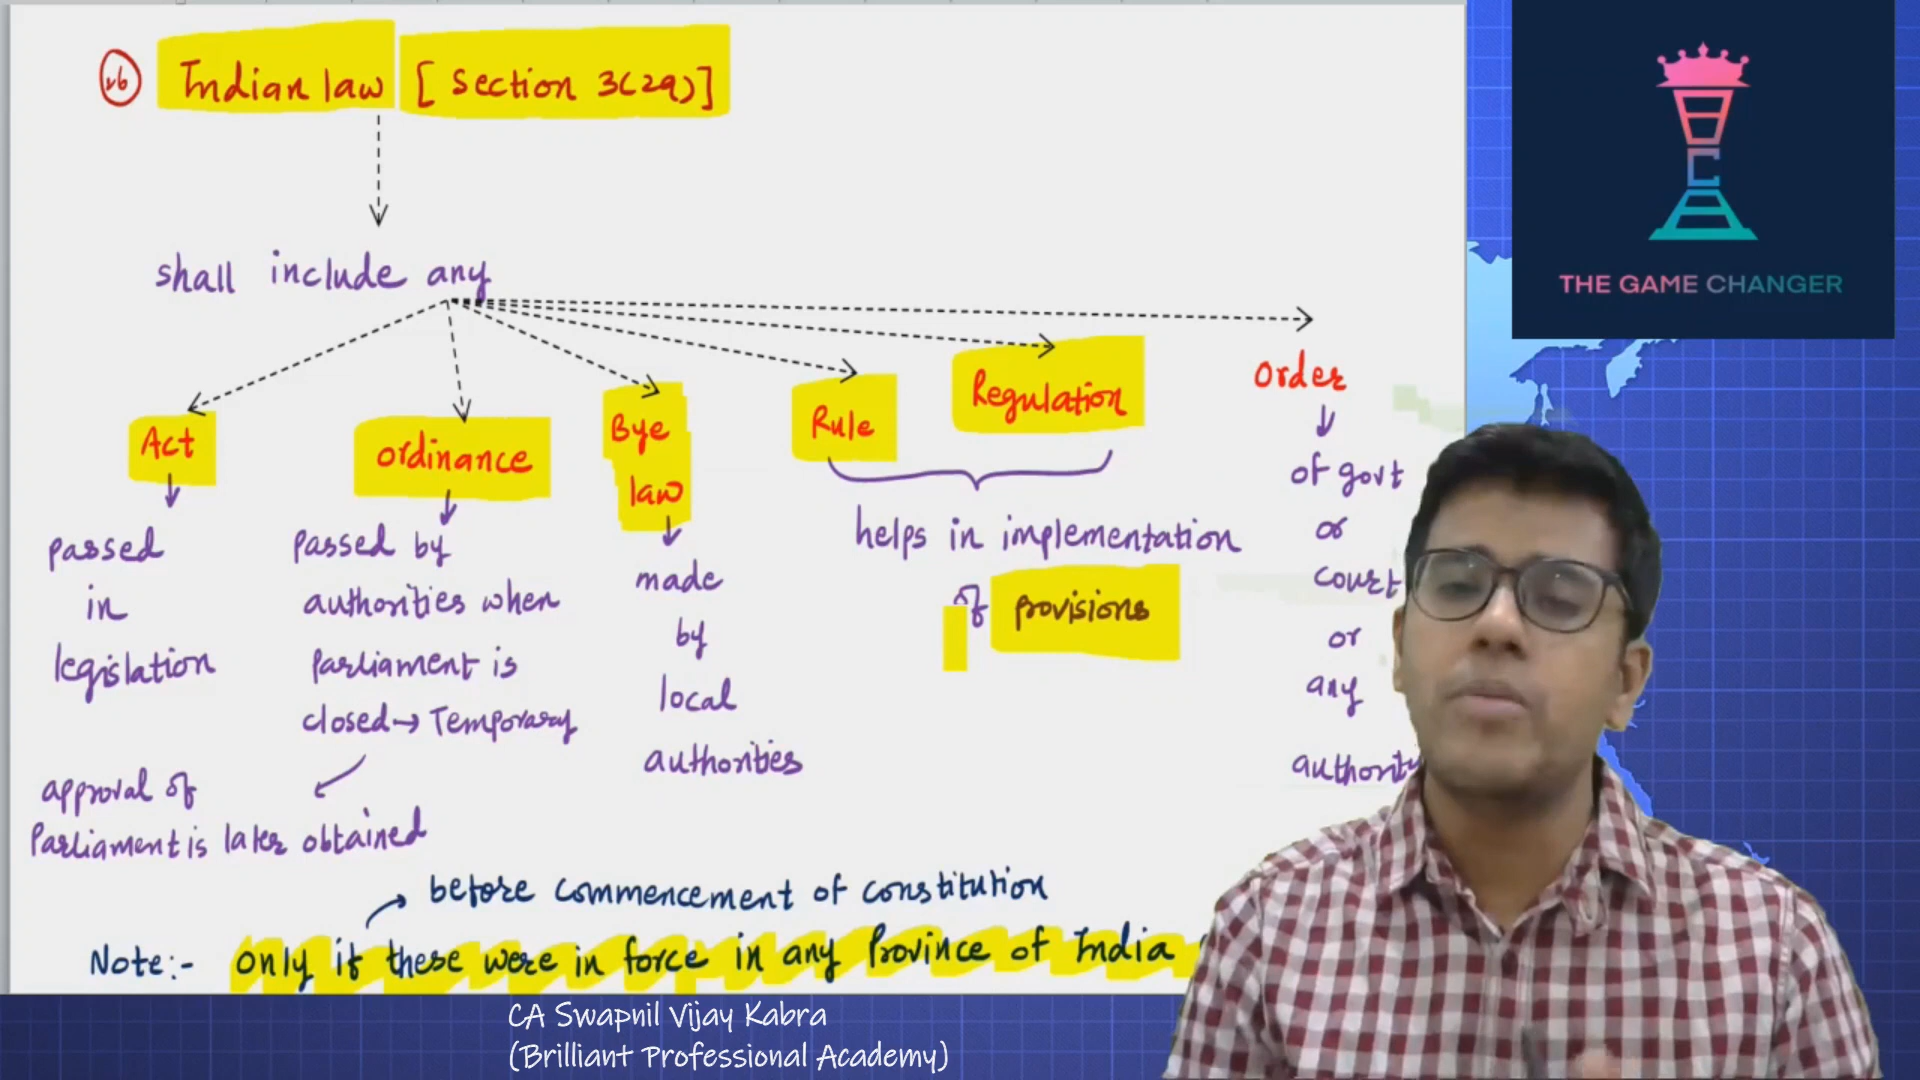 26 Indian law [Section 3(29)]
shall include any
Act
passed
in
legislation
ordinance
passed by
authorities when
Parliament is
closed → Temporary
approval of
Parliament is later obtained
Bye
law
made
by
local
authorities
Rule
Regulation
helps in implementation
of provisions
Order
of govt
or
court
or
any
authority
before commencement of constitution
Note:- only if these were in force in any Province of India
THE GAME CHANGER
CA Swapnil Vijay Kabra
(Brilliant Professional Academy)